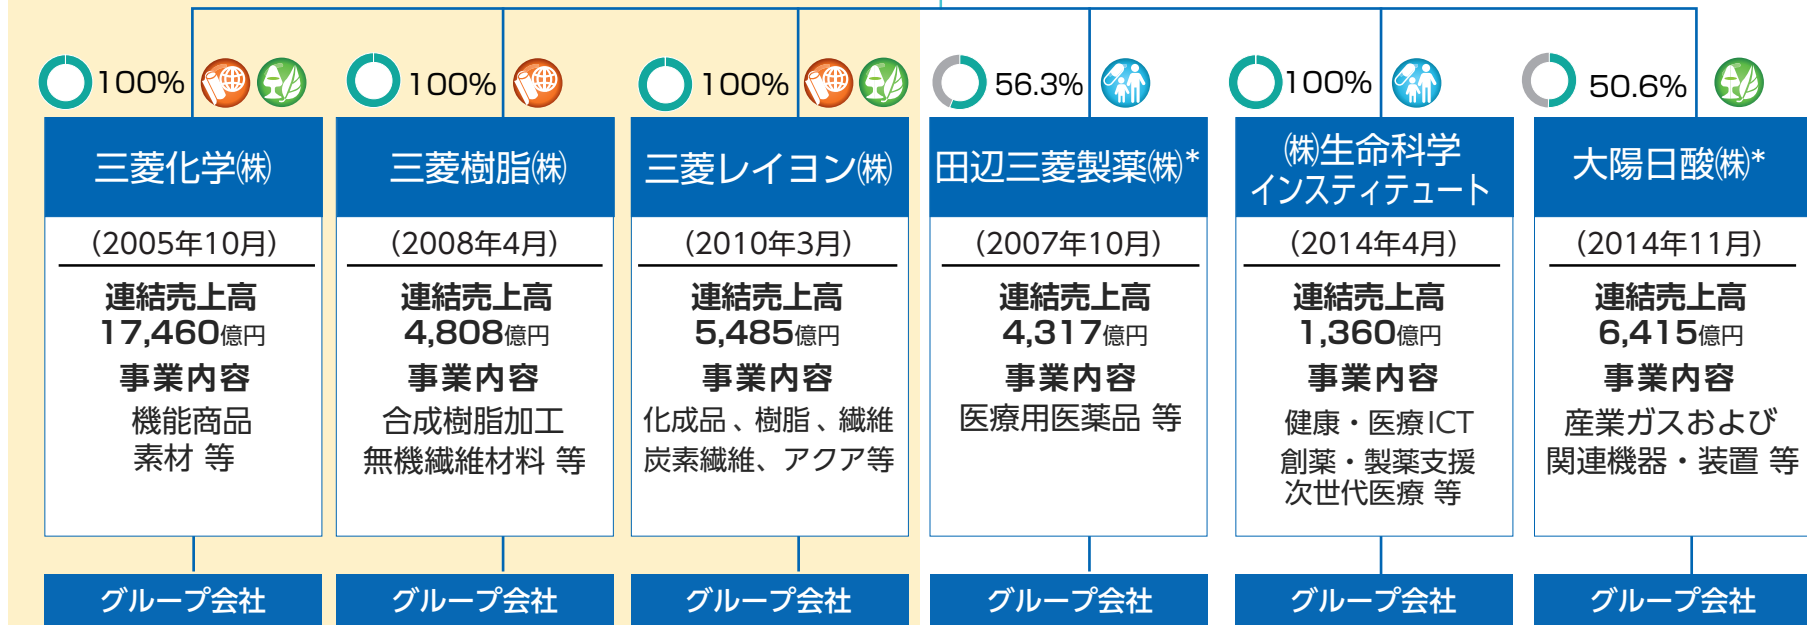 100%
三菱化学㈱
(2005年10月)
連結売上高
17,460億円
事業内容
機能商品
素材 等
グループ会社
100%
三菱樹脂㈱
(2008年4月)
連結売上高
4,808億円
事業内容
合成樹脂加工
無機繊維材料 等
グループ会社
100%
三菱レイヨン㈱
(2010年3月)
連結売上高
5,485億円
事業内容
化成品、樹脂、繊維
炭素繊維、アクア等
グループ会社
56.3%
田辺三菱製薬㈱*
(2007年10月)
連結売上高
4,317億円
事業内容
医療用医薬品 等
グループ会社
100%
㈱生命科学
インスティテュート
(2014年4月)
連結売上高
1,360億円
事業内容
健康・医療ICT
創薬・製薬支援
次世代医療 等
グループ会社
50.6%
大陽日酸㈱*
(2014年11月)
連結売上高
6,415億円
事業内容
産業ガスおよび
関連機器・装置 等
グループ会社